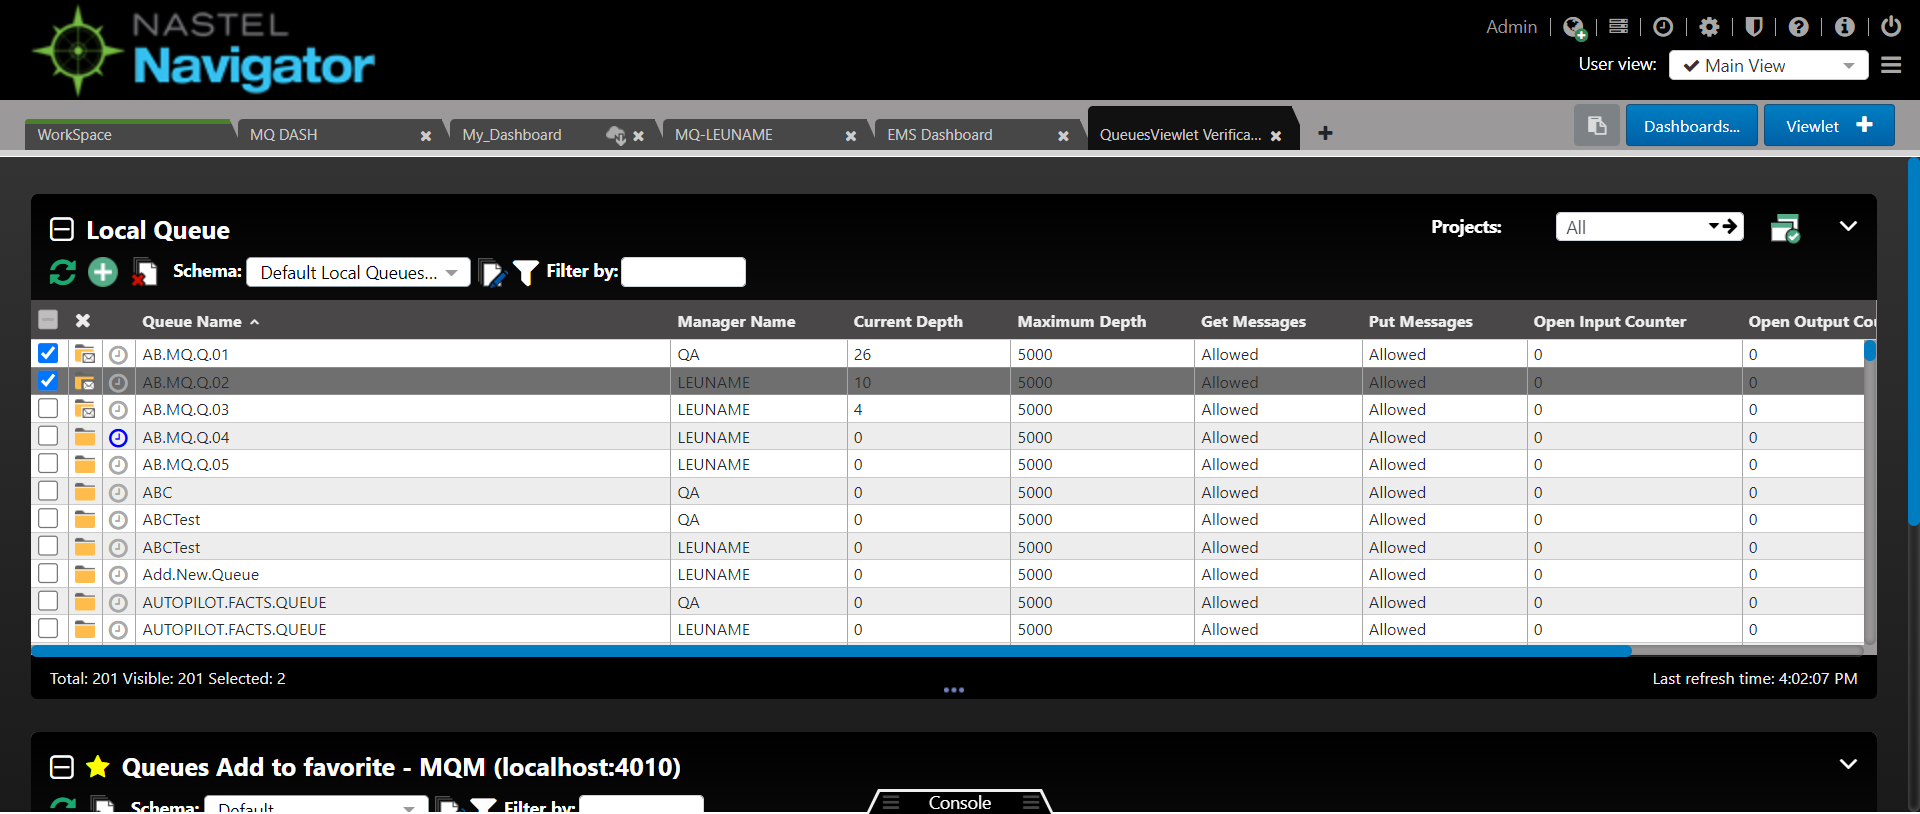 NASTEL
Navigator
Admin
User view: Main View
WorkSpace
MQ DASH
My_Dashboard
MQ-LEUNAME
EMS Dashboard
QueuesViewlet Verifica...
Dashboards...
Viewlet
Local Queue
Projects: All
Schema: Default Local Queues... Filter by:
Queue Name Manager Name Current Depth Maximum Depth Get Messages Put Messages Open Input Counter Open Output Cou
AB.MQ.Q.01 QA 26 5000 Allowed Allowed 0 0
AB.MQ.Q.02 LEUNAME 10 5000 Allowed Allowed 0 0
AB.MQ.Q.03 LEUNAME 4 5000 Allowed Allowed 0 0
AB.MQ.Q.04 LEUNAME 0 5000 Allowed Allowed 0 0
AB.MQ.Q.05 LEUNAME 0 5000 Allowed Allowed 0 0
ABC QA 0 5000 Allowed Allowed 0 0
ABCTest QA 0 5000 Allowed Allowed 0 0
ABCTest LEUNAME 0 5000 Allowed Allowed 0 0
Add.New.Queue LEUNAME 0 5000 Allowed Allowed 0 0
AUTOPILOT.FACTS.QUEUE QA 0 5000 Allowed Allowed 0 0
AUTOPILOT.FACTS.QUEUE LEUNAME 0 5000 Allowed Allowed 0 0
Total: 201 Visible: 201 Selected: 2
Last refresh time: 4:02:07 PM
Queues Add to favorite - MQM (localhost:4010)
Schema: Default Filter by:
Console